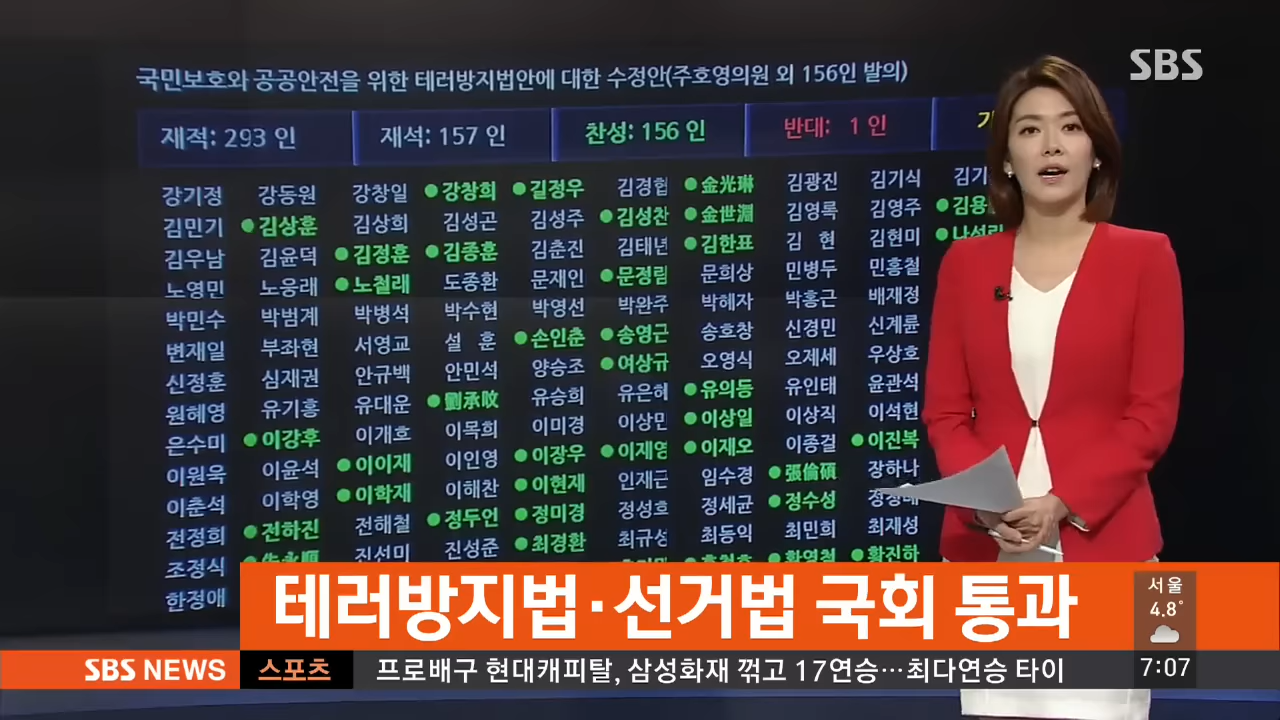 SBS
국민보호와 공공안전을 위한 테러방지법안에 대한 수정안(주호영의원 외 156인 발의)
재적: 293 인 재석: 157 인 찬성: 156 인 반대: 1 인
강기정 강동원 강창일 강창희 길정우 김경협 金光琳 김광진 김기식
김민기 김상훈 김상희 김성곤 김성주 김성찬 金世淵 김영록 김영주
김우남 김윤덕 김정훈 김종훈 김춘진 김태년 김한표 김 현 김현미 나성린
노영민 노웅래 노철래 도종환 문재인 문정림 문희상 민병두 민홍철
박민수 박범계 박병석 박수현 박영선 박완주 박혜자 박홍근 배재정
변재일 부좌현 서영교 설 훈 손인춘 송영근 송호창 신경민 신계륜
신정훈 심재권 안규백 안민석 양승조 여상규 오영식 오제세 우상호
원혜영 유기홍 유대운 劉承旼 유승희 유은혜 유의동 유인태 윤관석
은수미 이강후 이개호 이목희 이미경 이상민 이상일 이상직 이석현
이원욱 이윤석 이이재 이인영 이장우 이재영 이재오 이종걸 이진복
이춘석 이학영 이학재 이해찬 이현재 인재근 임수경 張倫碩 장하나
전정희 전하진 전해철 정두언 정미경 정성호 정세균 정수성
조정식 진선미 진성준 최경환 최규성 최동익 최민희 최재성
한정애 황영철 황진하
테러방지법·선거법 국회 통과
서울
4.8°
SBS NEWS 스포츠 프로배구 현대캐피탈, 삼성화재 꺾고 17연승…최다연승 타이 7:07